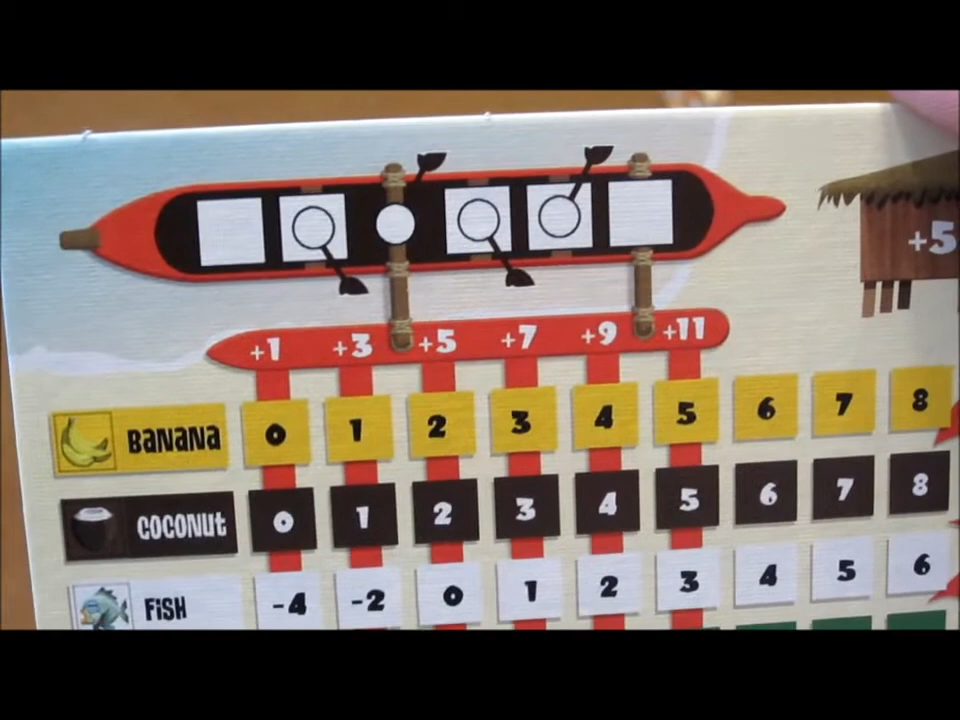 +5
+1 +3 +5 +7 +9 +11
BANANA 0 1 2 3 4 5 6 7 8
COCONUT 0 1 2 3 4 5 6 7 8
FISH -4 -2 0 1 2 3 4 5 6